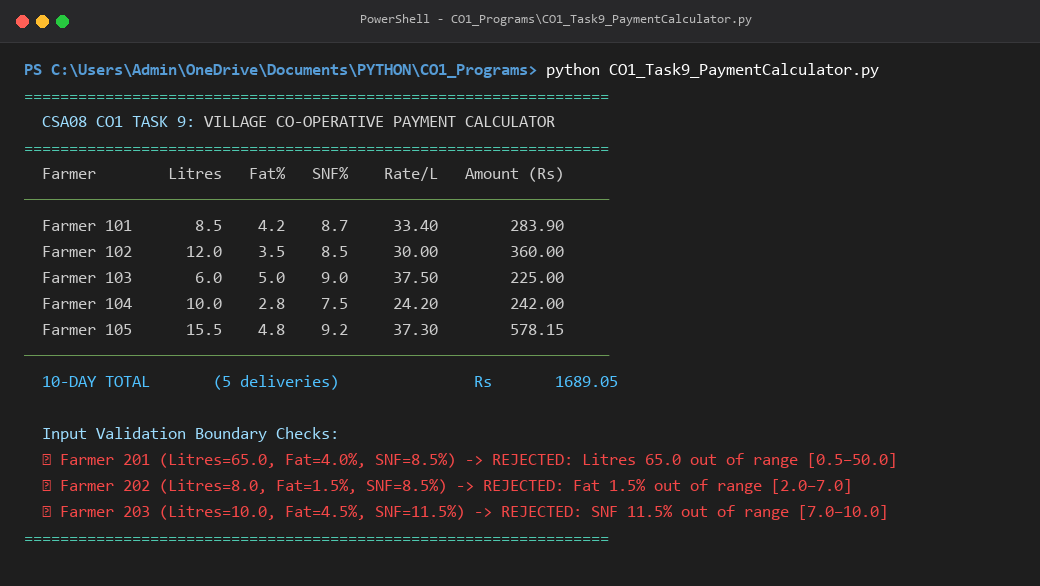 PowerShell - CO1_Programs\CO1_Task9_PaymentCalculator.py
PS C:\Users\Admin\OneDrive\Documents\PYTHON\CO1_Programs> python CO1_Task9_PaymentCalculator.py
=================================================================
CSA08 CO1 TASK 9: VILLAGE CO-OPERATIVE PAYMENT CALCULATOR
=================================================================
Farmer        Litres   Fat%   SNF%    Rate/L   Amount (Rs)
─────────────────────────────────────────────────────────────────
Farmer 101       8.5    4.2    8.7     33.40        283.90
Farmer 102      12.0    3.5    8.5     30.00        360.00
Farmer 103       6.0    5.0    9.0     37.50        225.00
Farmer 104      10.0    2.8    7.5     24.20        242.00
Farmer 105      15.5    4.8    9.2     37.30        578.15
─────────────────────────────────────────────────────────────────
10-DAY TOTAL       (5 deliveries)               Rs       1689.05
Input Validation Boundary Checks:
Farmer 201 (Litres=65.0, Fat=4.0%, SNF=8.5%) -> REJECTED: Litres 65.0 out of range [0.5–50.0]
Farmer 202 (Litres=8.0, Fat=1.5%, SNF=8.5%) -> REJECTED: Fat 1.5% out of range [2.0–7.0]
Farmer 203 (Litres=10.0, Fat=4.5%, SNF=11.5%) -> REJECTED: SNF 11.5% out of range [7.0–10.0]
=================================================================